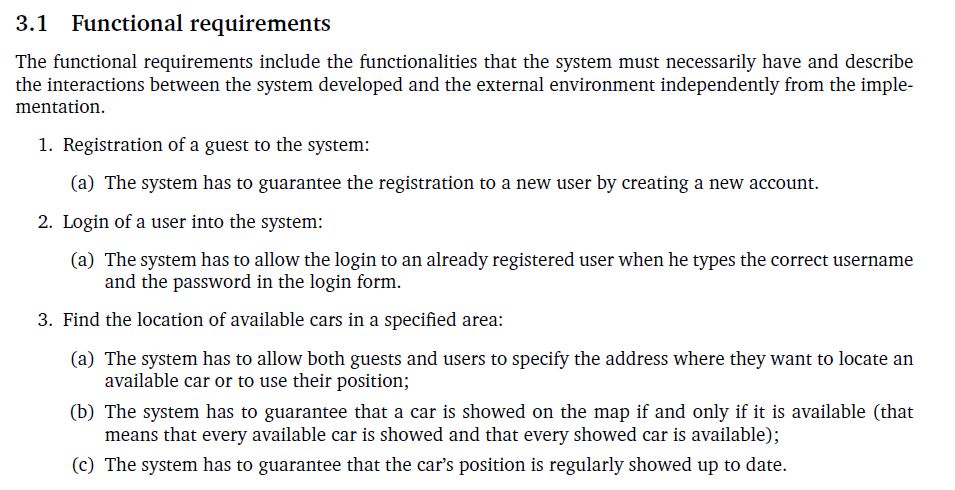 3.1 Functional requirements
The functional requirements include the functionalities that the system must necessarily have and describe
the interactions between the system developed and the external environment independently from the imple-
mentation.
1. Registration of a guest to the system:
(a) The system has to guarantee the registration to a new user by creating a new account.
2. Login of a user into the system:
(a) The system has to allow the login to an already registered user when he types the correct username
and the password in the login form.
3. Find the location of available cars in a specified area:
(a) The system has to allow both guests and users to specify the address where they want to locate an
available car or to use their position;
(b) The system has to guarantee that a car is showed on the map if and only if it is available (that
means that every available car is showed and that every showed car is available);
(c) The system has to guarantee that the car's position is regularly showed up to date.